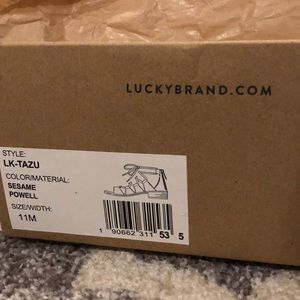 LUCKYBRAND.COM
STYLE:
LK-TAZU
COLOR/MATERIAL:
SESAME
POWELL
SIZE/WIDTH:
11M
1 90662 311 53 5